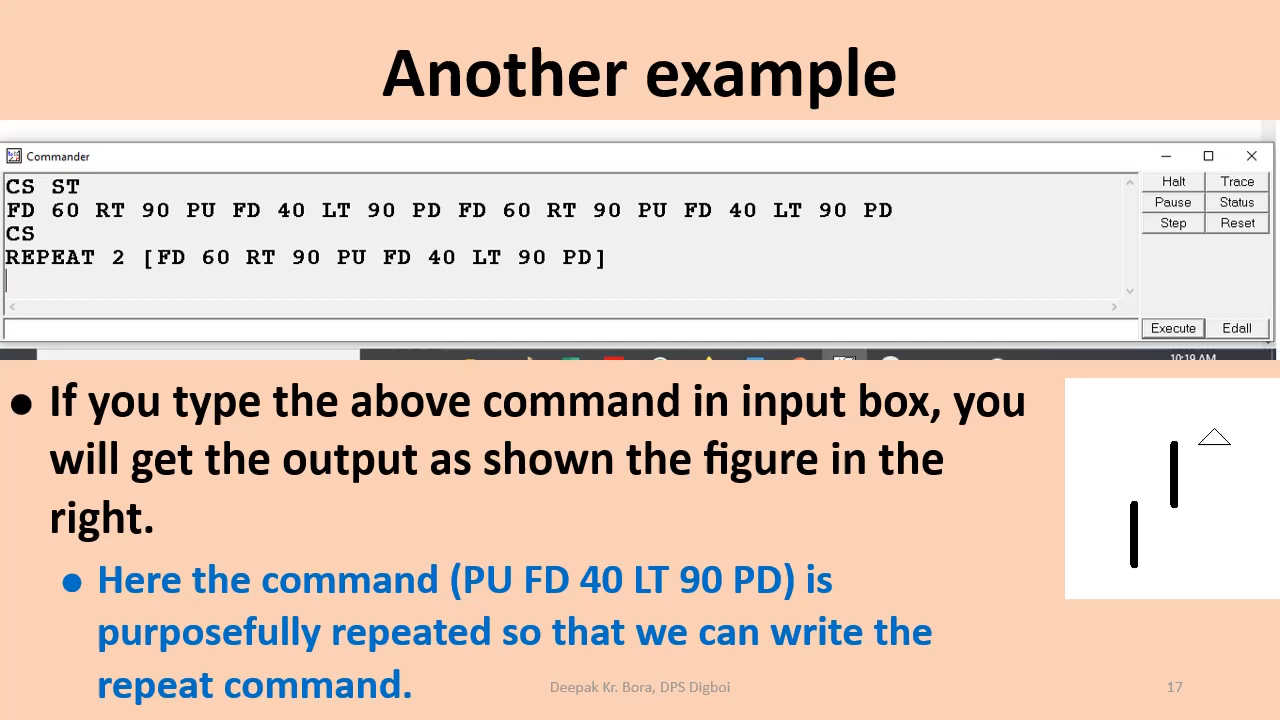 Another example
Commander
CS ST
FD 60 RT 90 PU FD 40 LT 90 PD FD 60 RT 90 PU FD 40 LT 90 PD
CS
REPEAT 2 [FD 60 RT 90 PU FD 40 LT 90 PD]
Halt Trace
Pause Status
Step Reset
Execute Edall
10:19 AM
● If you type the above command in input box, you
will get the output as shown the figure in the
right.
● Here the command (PU FD 40 LT 90 PD) is
purposefully repeated so that we can write the
repeat command.
Deepak Kr. Bora, DPS Digboi
17